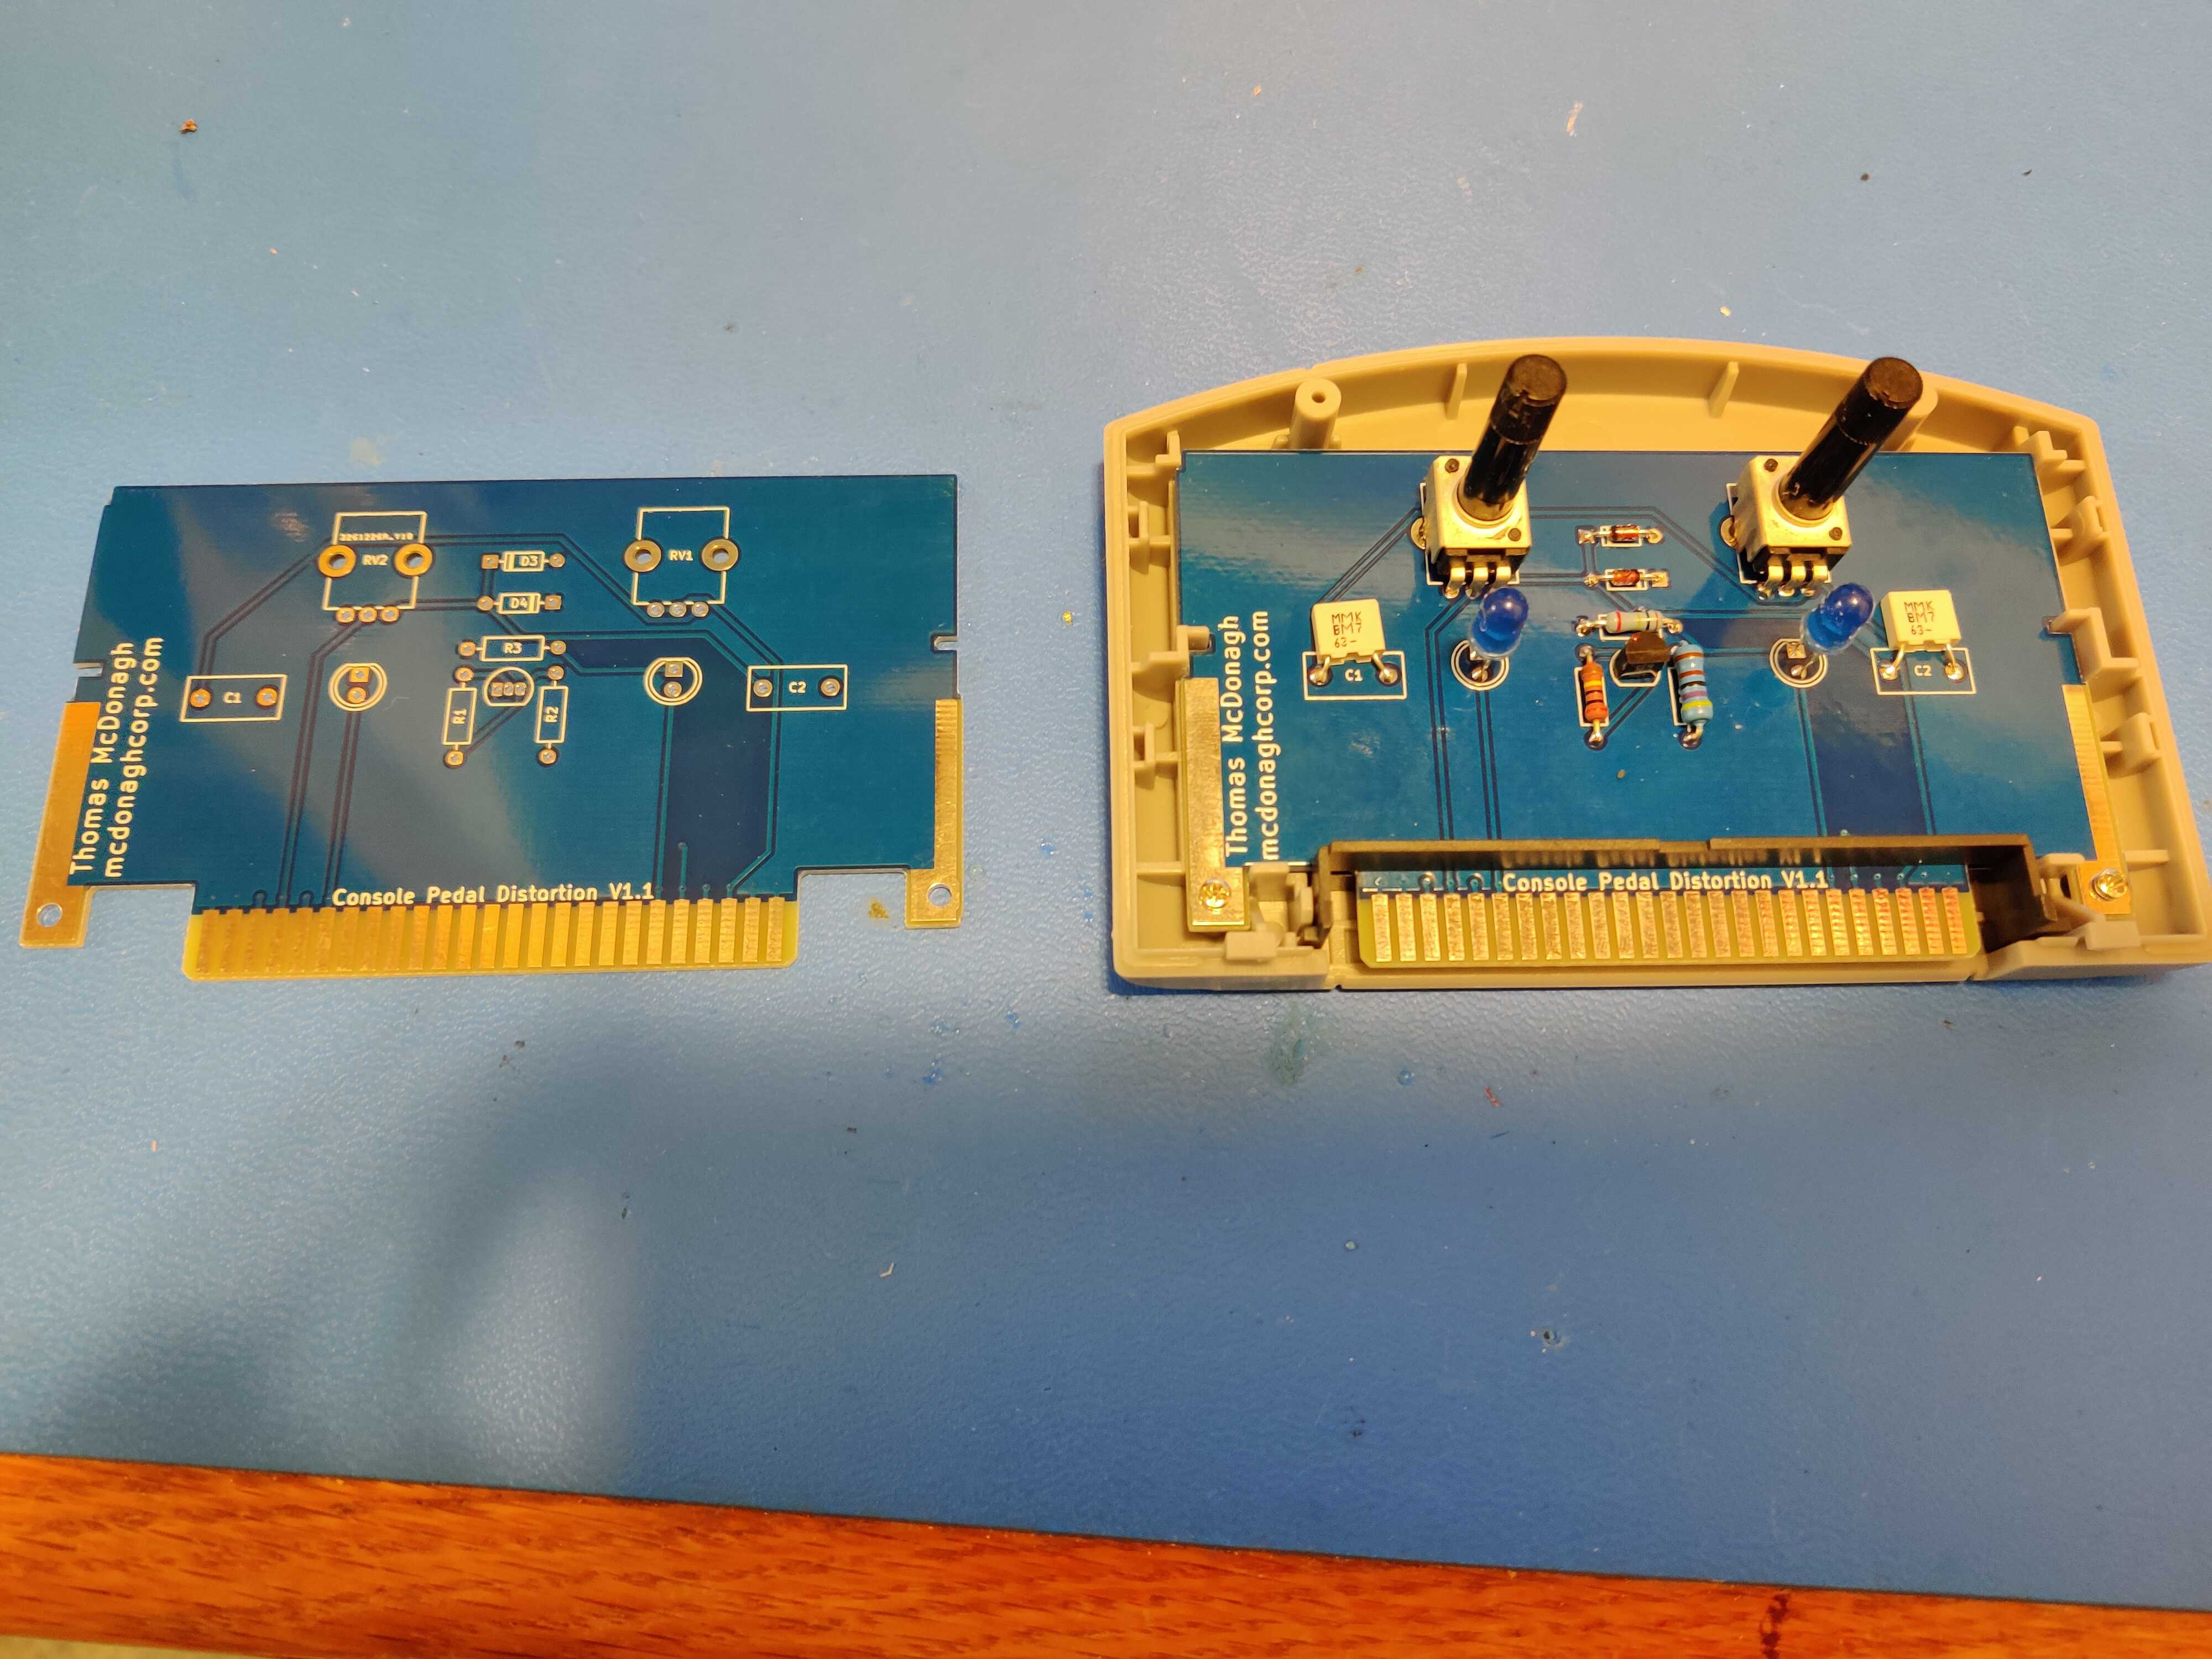 RV2
RV1
D3
D4
R3
R1
R2
C1
C2
Thomas McDonagh
mcdonaghcorp.com
Console Pedal Distortion V1.1
MMK
BM7
63-
MMK
BM7
63-
C1
C2
Thomas McDonagh
mcdonaghcorp.com
Console Pedal Distortion V1.1